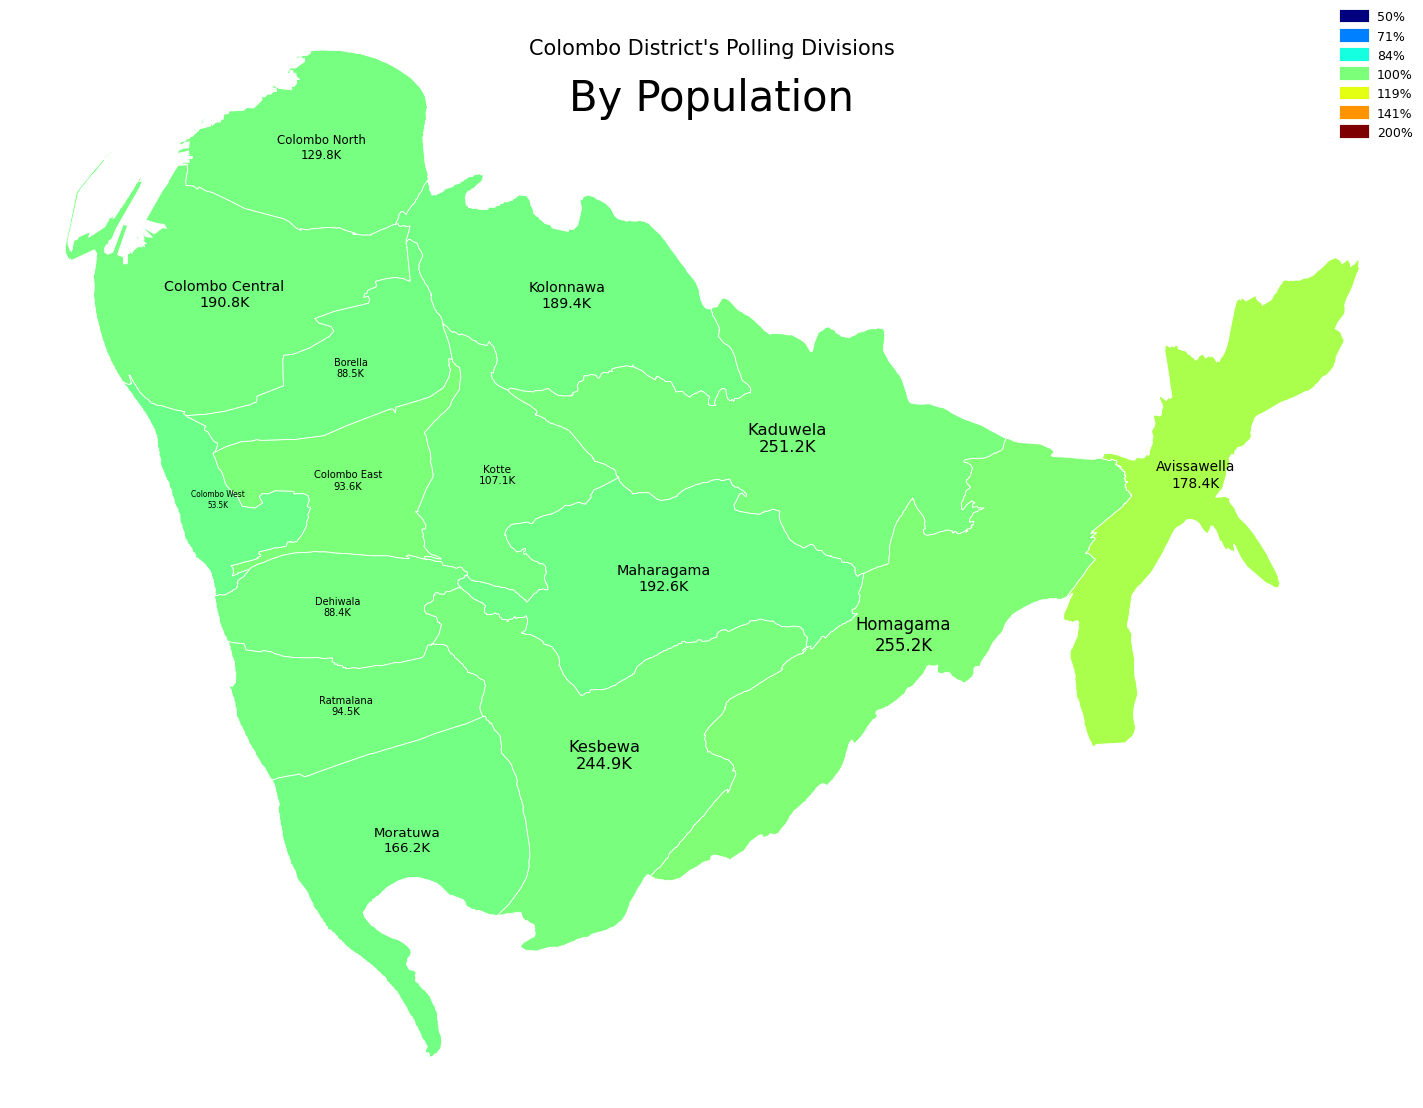 Colombo District's Polling Divisions
By Population
50%
71%
84%
100%
119%
141%
200%
Colombo North
129.8K
Colombo Central
190.8K
Kolonnawa
189.4K
Borella
88.5K
Kaduwela
251.2K
Colombo East
93.6K
Kotte
107.1K
Avissawella
178.4K
Colombo West
53.5K
Maharagama
192.6K
Dehiwala
88.4K
Homagama
255.2K
Ratmalana
94.5K
Kesbewa
244.9K
Moratuwa
166.2K